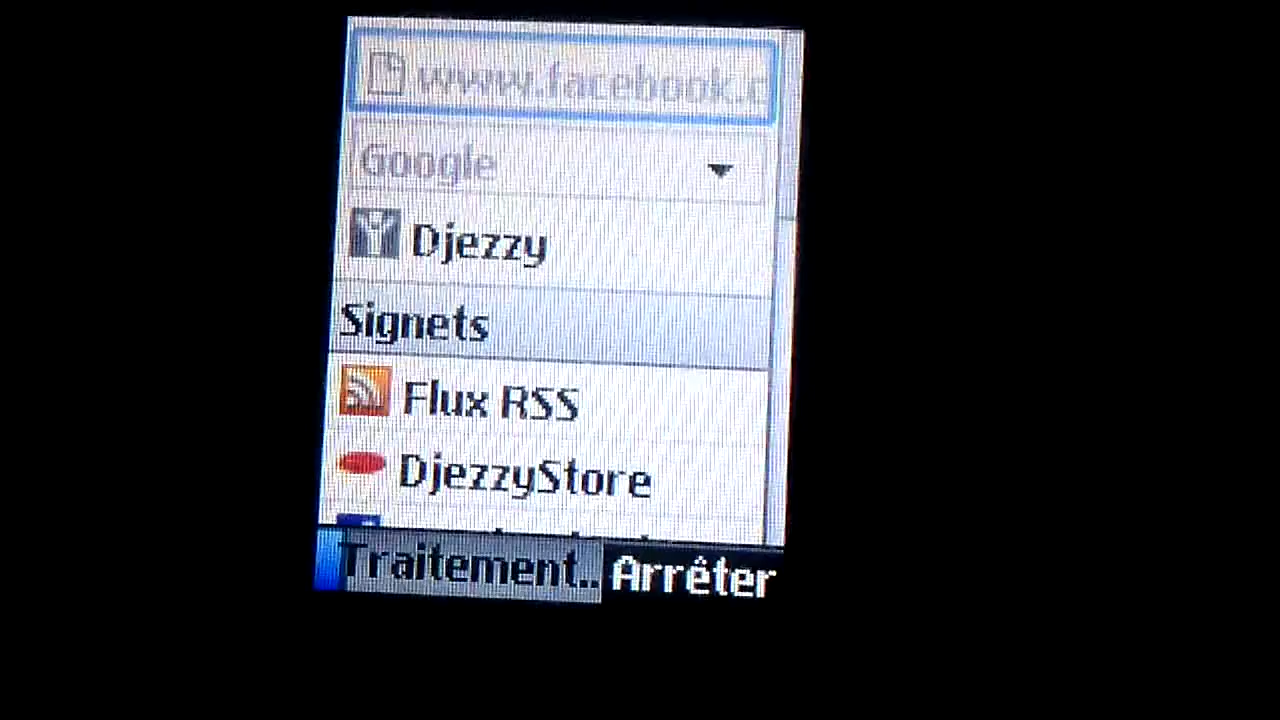 www.facebook.c
Google
Djezzy
Signets
Flux RSS
DjezzyStore
Traitement..
Arrêter